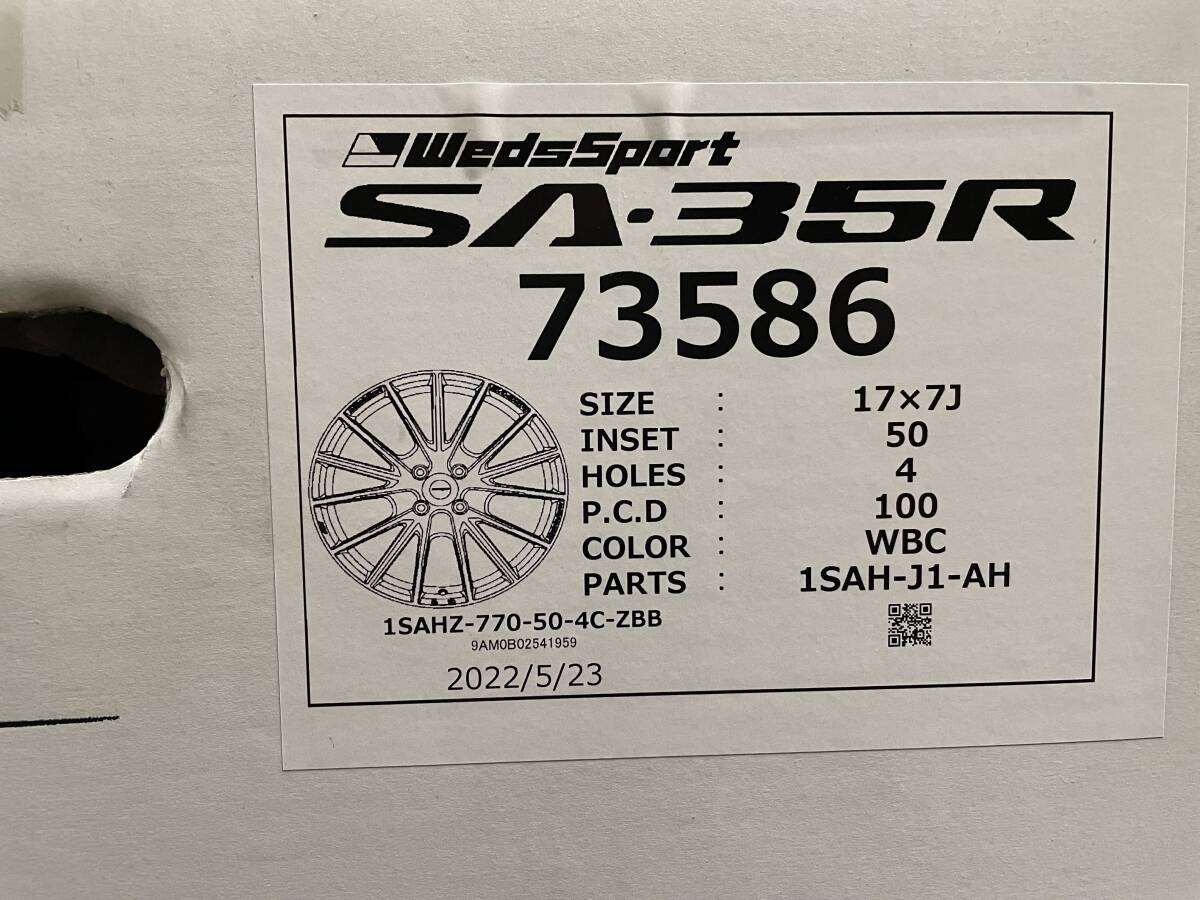 WedsSport
SA-35R
73586
SIZE : 17×7J
INSET : 50
HOLES : 4
P.C.D : 100
COLOR : WBC
PARTS : 1SAH-J1-AH
1SAHZ-770-50-4C-ZBB
9AM0B02541959
2022/5/23